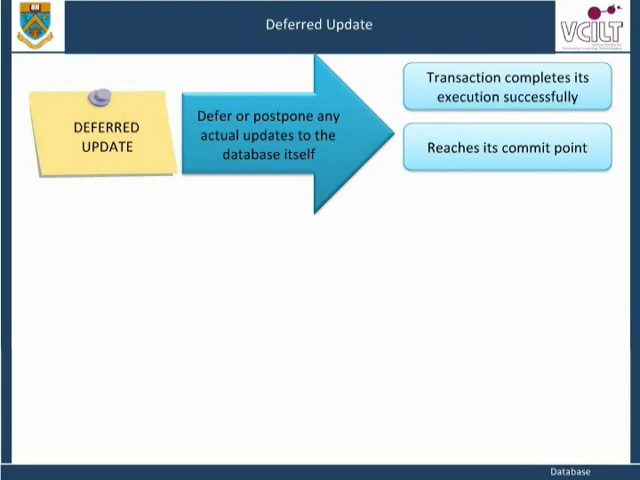 Deferred Update
VCILT
DEFERRED
UPDATE
Defer or postpone any
actual updates to the
database itself
Transaction completes its
execution successfully
Reaches its commit point
Database